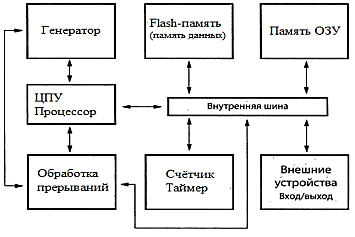 Генератор
Flash-память
(память данных)
Память ОЗУ
ЦПУ
Процессор
Внутренняя шина
Обработка
прерываний
Счётчик
Таймер
Внешние
устройства
Вход/выход